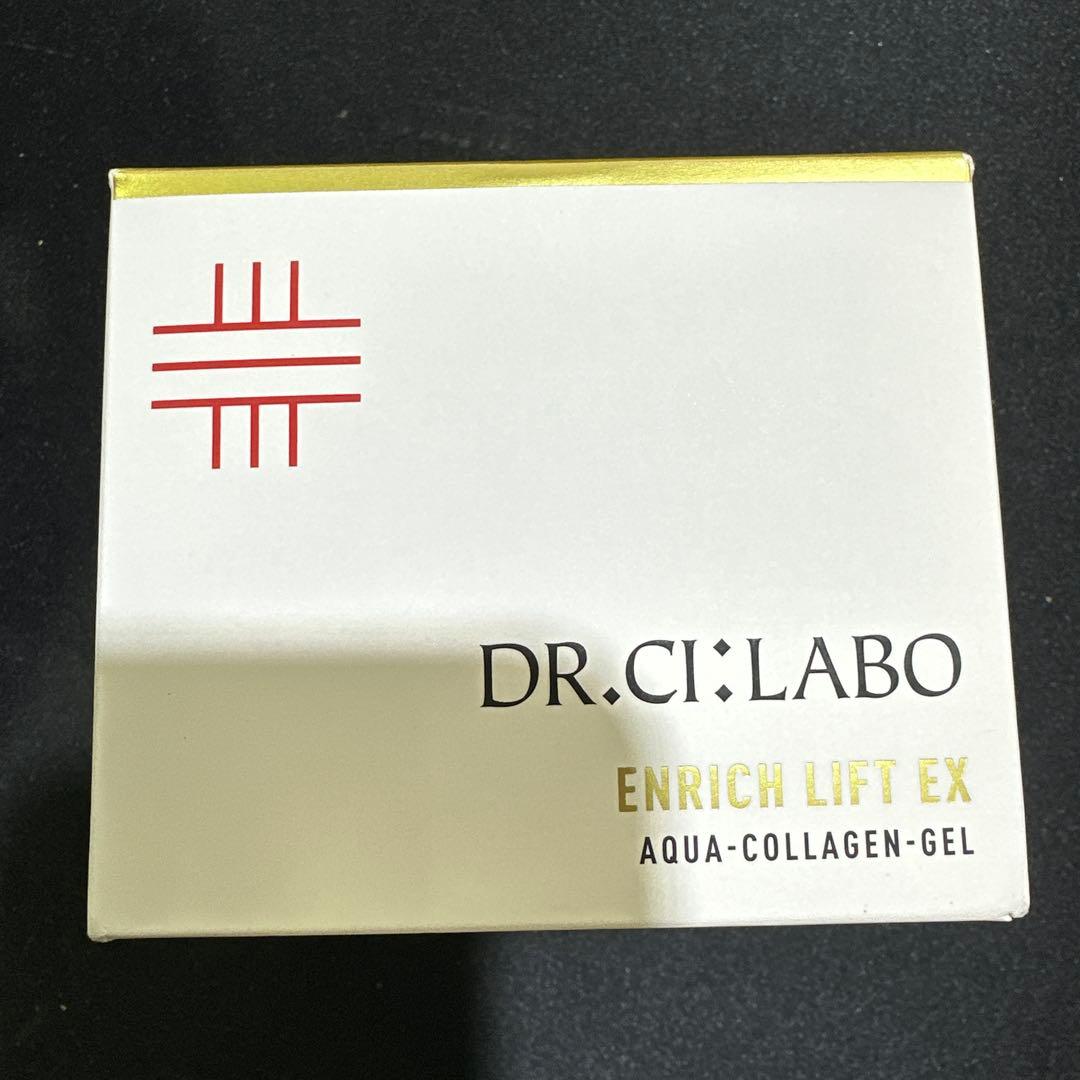 DR.CI:LABO
ENRICH LIFT EX
AQUA-COLLAGEN-GEL